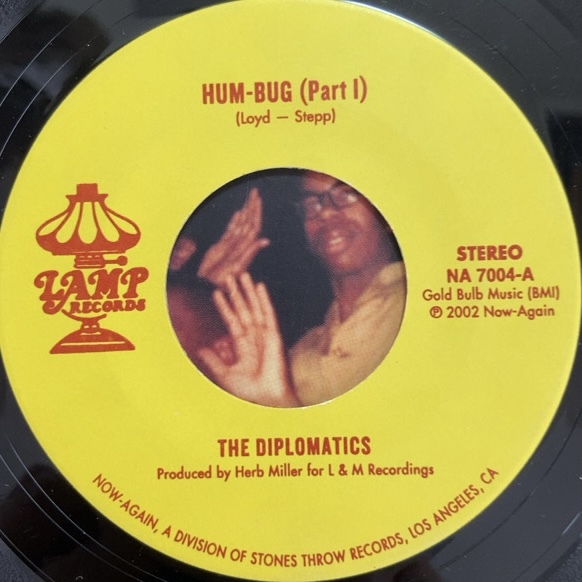 HUM-BUG (Part I)
(Loyd — Stepp)
LAMP
RECORDS
STEREO
NA 7004-A
Gold Bulb Music (BMI)
℗ 2002 Now-Again
THE DIPLOMATICS
Produced by Herb Miller for L & M Recordings
NOW-AGAIN, A DIVISION OF STONES THROW RECORDS, LOS ANGELES, CA